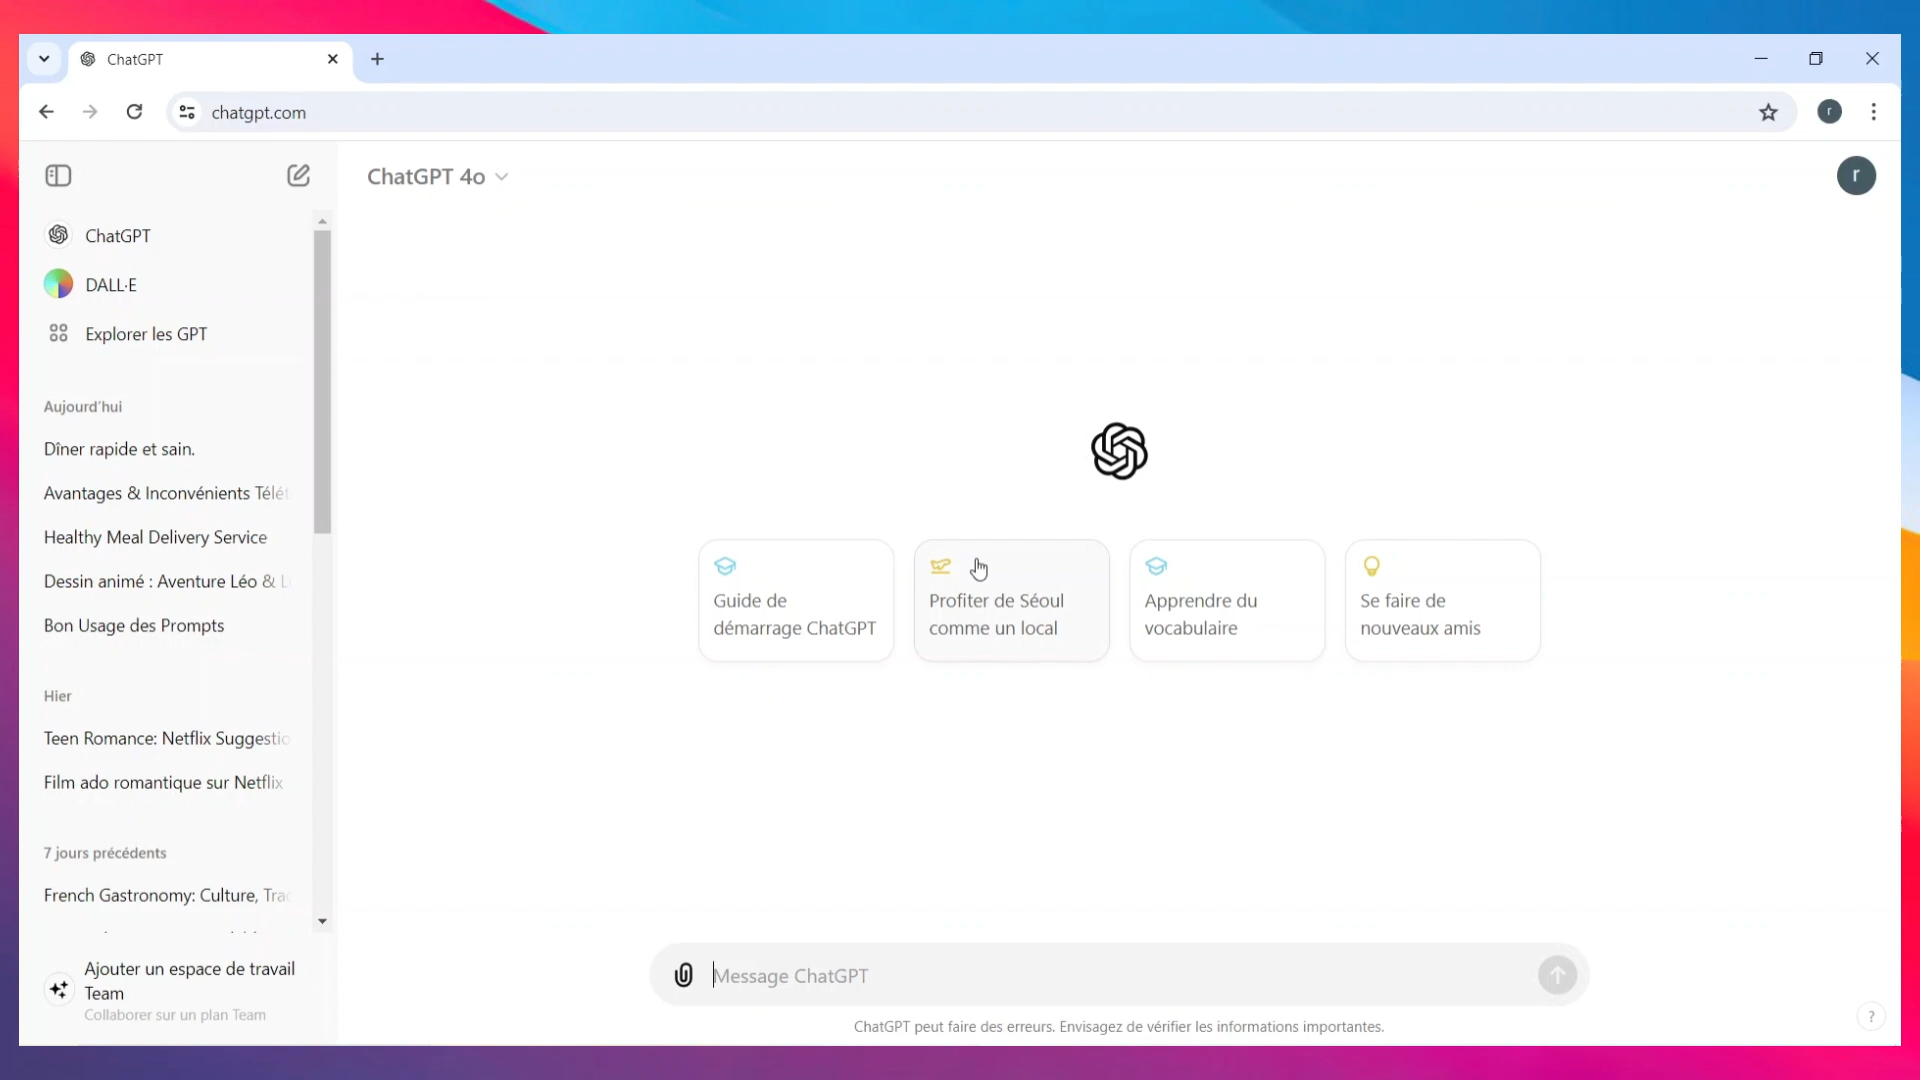 ChatGPT
chatgpt.com
r
ChatGPT 4o
r
ChatGPT
DALL·E
Explorer les GPT
Aujourd'hui
Dîner rapide et sain.
Avantages & Inconvénients
Healthy Meal Delivery Service
Dessin animé : Aventure Léo &
Bon Usage des Prompts
Hier
Teen Romance: Netflix
Film ado romantique sur Netflix
7 jours précédents
French Gastronomy: Culture,
Ajouter un espace de travail
Team
Collaborer sur un plan Team
Guide de
démarrage ChatGPT
Profiter de Séoul
comme un local
Apprendre du
vocabulaire
Se faire de
nouveaux amis
Message ChatGPT
ChatGPT peut faire des erreurs. Envisagez de vérifier les informations importantes.
?